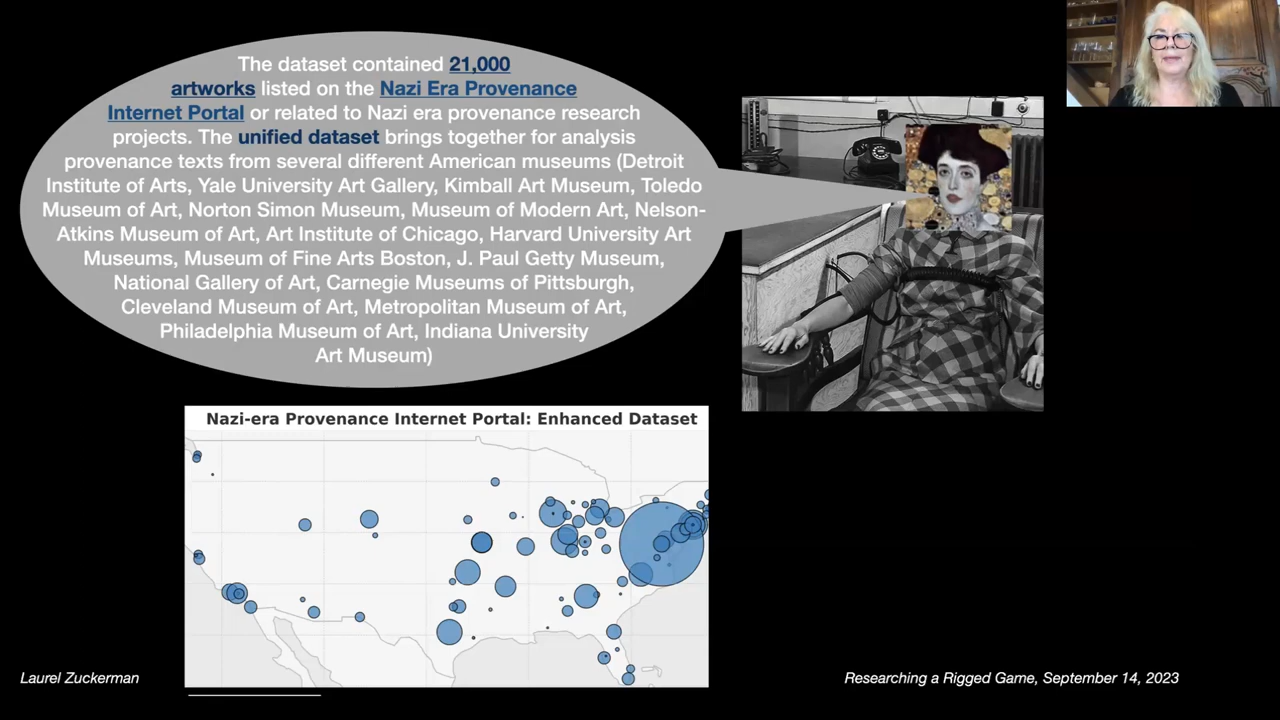 The dataset contained 21,000
artworks listed on the Nazi Era Provenance
Internet Portal or related to Nazi era provenance research
projects. The unified dataset brings together for analysis
provenance texts from several different American museums (Detroit
Institute of Arts, Yale University Art Gallery, Kimball Art Museum, Toledo
Museum of Art, Norton Simon Museum, Museum of Modern Art, Nelson-
Atkins Museum of Art, Art Institute of Chicago, Harvard University Art
Museums, Museum of Fine Arts Boston, J. Paul Getty Museum,
National Gallery of Art, Carnegie Museums of Pittsburgh,
Cleveland Museum of Art, Metropolitan Museum of Art,
Philadelphia Museum of Art, Indiana University
Art Museum)
Nazi-era Provenance Internet Portal: Enhanced Dataset
Laurel Zuckerman
Researching a Rigged Game, September 14, 2023